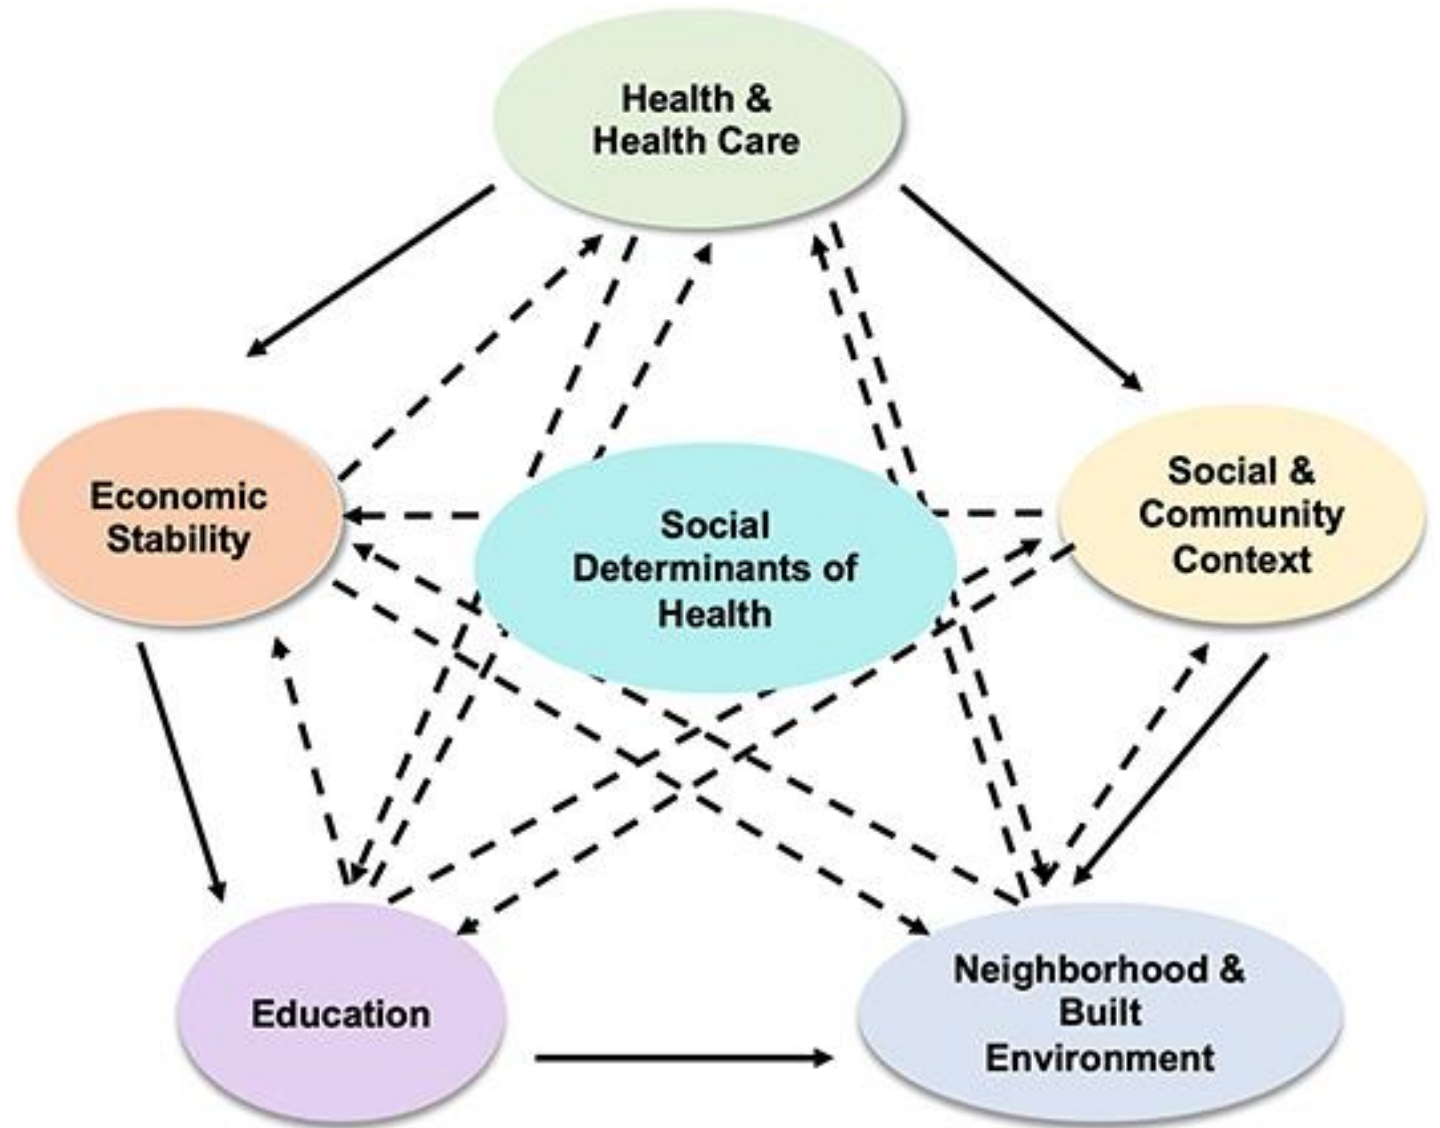 Health &
Health Care
Economic
Stability
Social
Determinants of
Health
Social &
Community
Context
Education
Neighborhood &
Built
Environment